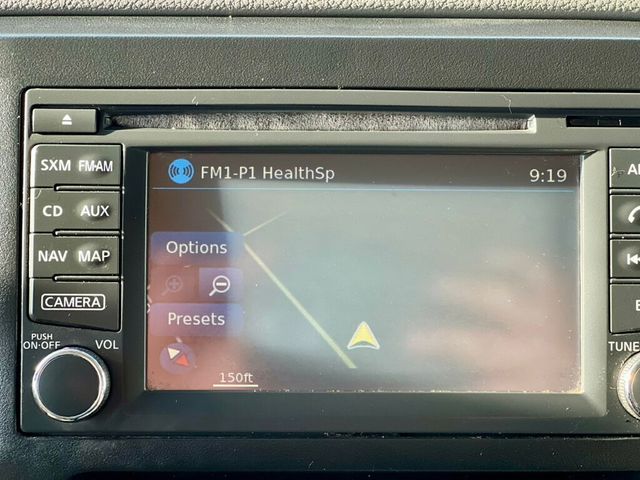 FM1-P1 HealthSp
9:19
SXM FM·AM
CD AUX
NAV MAP
CAMERA
PUSH
ON·OFF
VOL
Options
Presets
150ft
TUNE